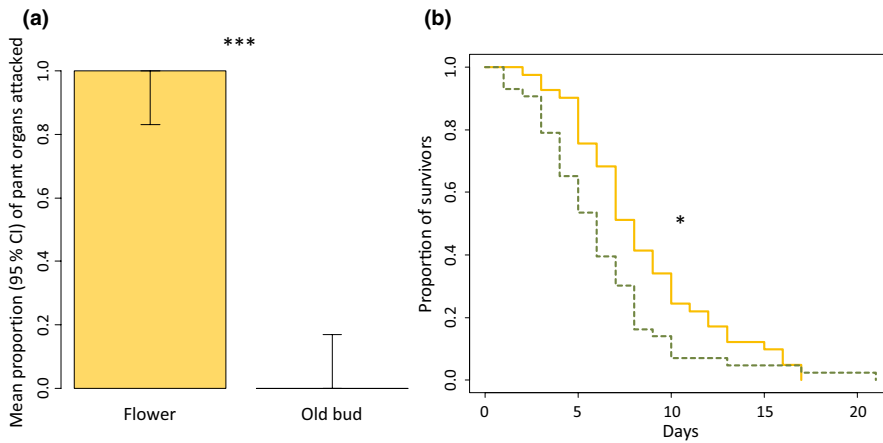 (a)
***
Mean proportion (95 % CI) of pant organs attacked
1.0
0.8
0.6
0.4
0.2
0.0
Flower Old bud
(b)
Proportion of survivors
1.0
0.8
0.6
0.4
0.2
0.0
*
0 5 10 15 20
Days